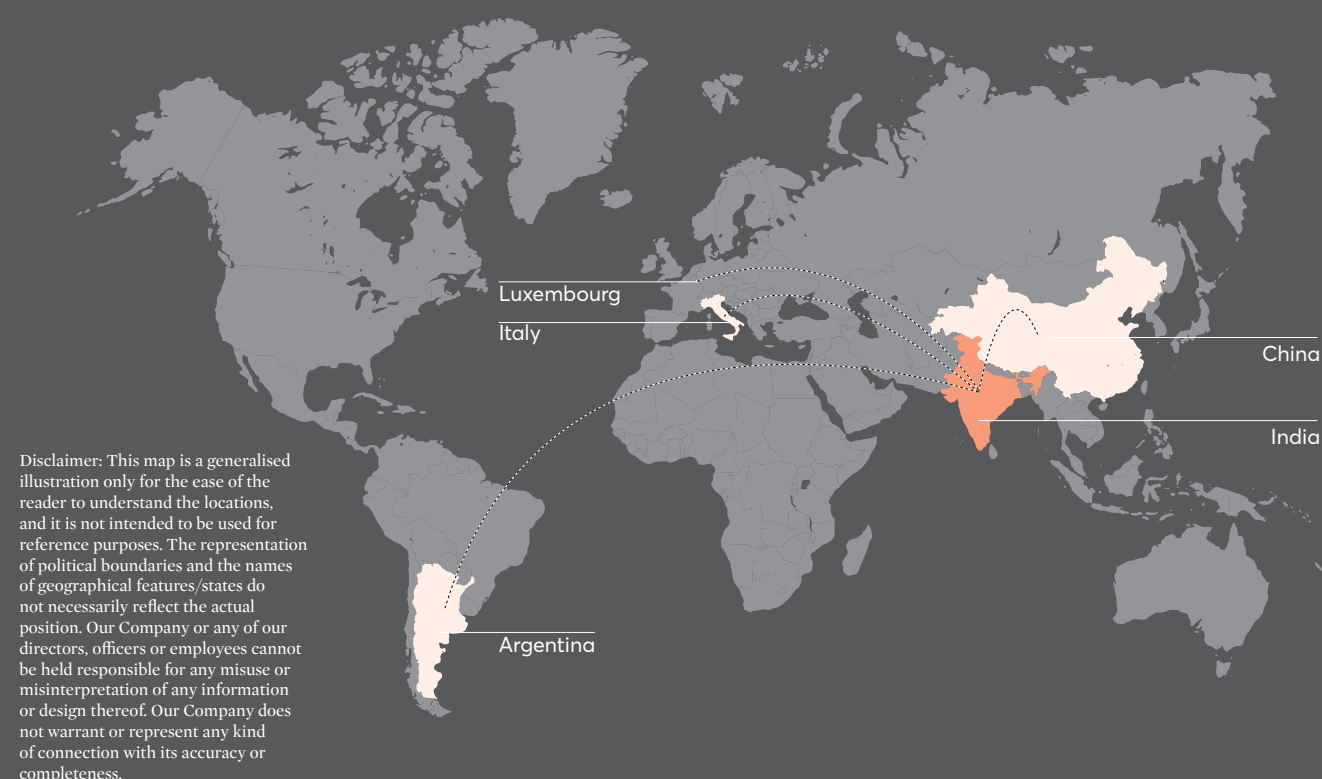 Luxembourg
Italy
China
India
Argentina
Disclaimer: This map is a generalised
illustration only for the ease of the
reader to understand the locations,
and it is not intended to be used for
reference purposes. The representation
of political boundaries and the names
of geographical features/states do
not necessarily reflect the actual
position. Our Company or any of our
directors, officers or employees cannot
be held responsible for any misuse or
misinterpretation of any information
or design thereof. Our Company does
not warrant or represent any kind
of connection with its accuracy or
completeness.